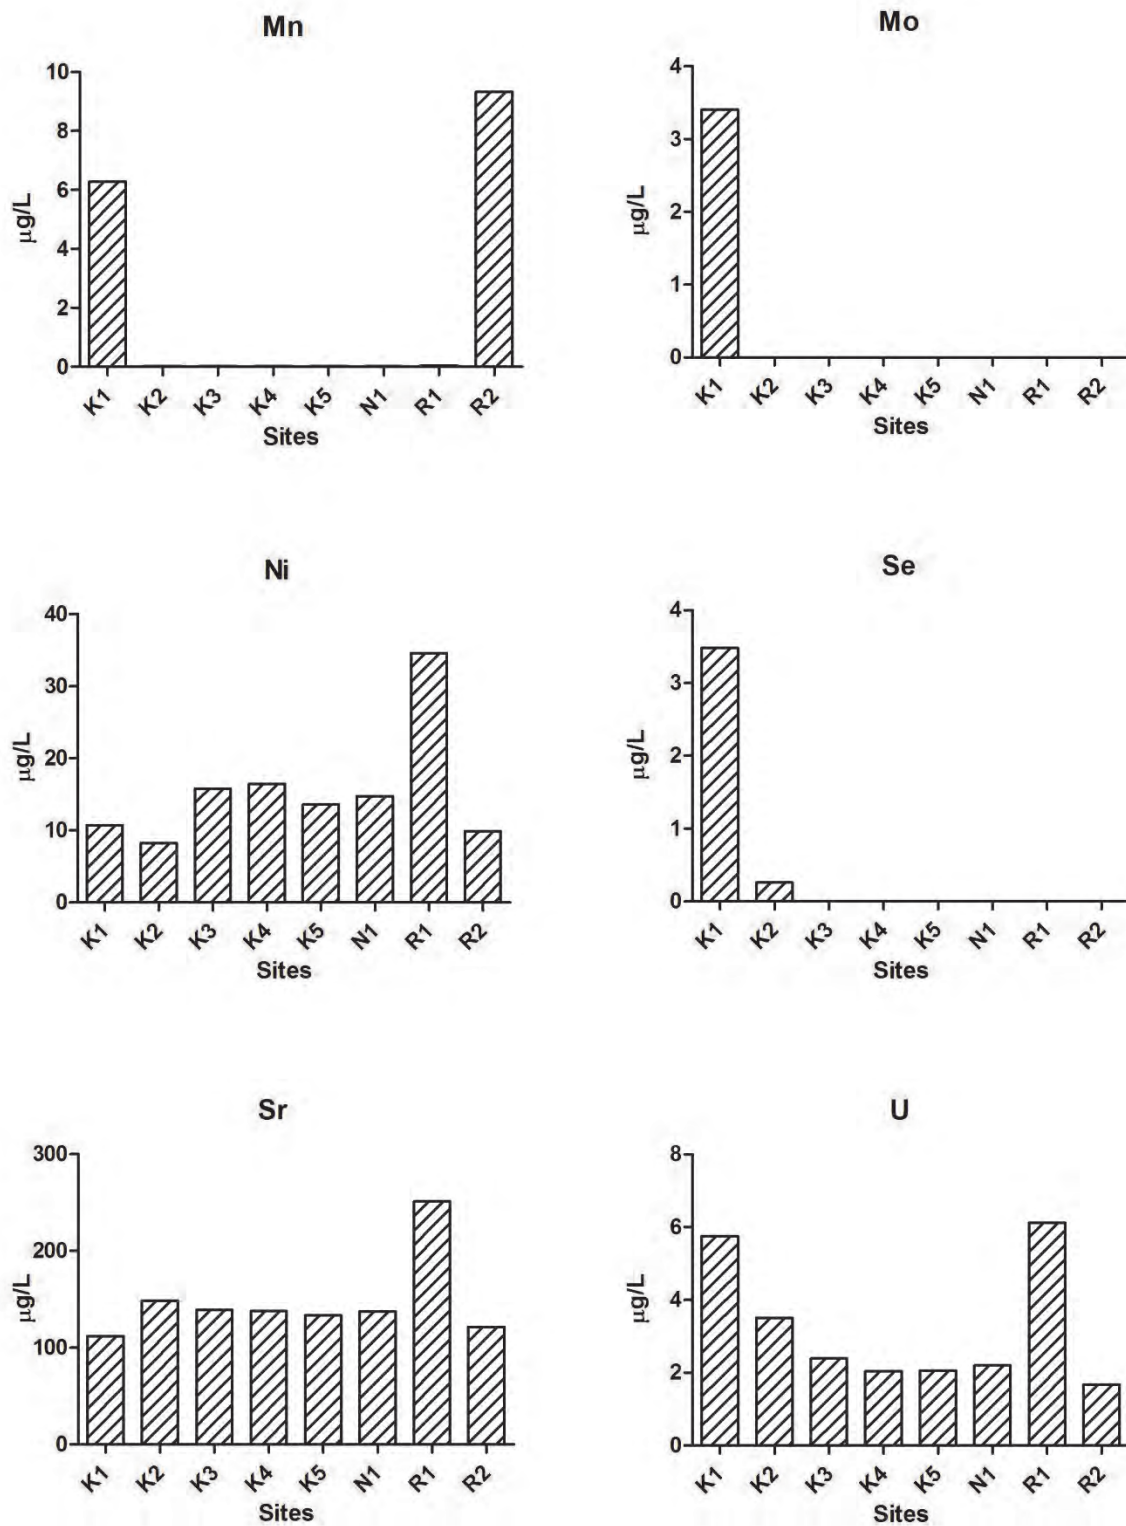 Mn
10
8
6
4
2
0
µg/L
K1 K2 K3 K4 K5 N1 R1 R2
Sites
Mo
4
3
2
1
0
µg/L
K1 K2 K3 K4 K5 N1 R1 R2
Sites
Ni
40
30
20
10
0
µg/L
K1 K2 K3 K4 K5 N1 R1 R2
Sites
Se
4
3
2
1
0
µg/L
K1 K2 K3 K4 K5 N1 R1 R2
Sites
Sr
300
200
100
0
µg/L
K1 K2 K3 K4 K5 N1 R1 R2
Sites
U
8
6
4
2
0
µg/L
K1 K2 K3 K4 K5 N1 R1 R2
Sites